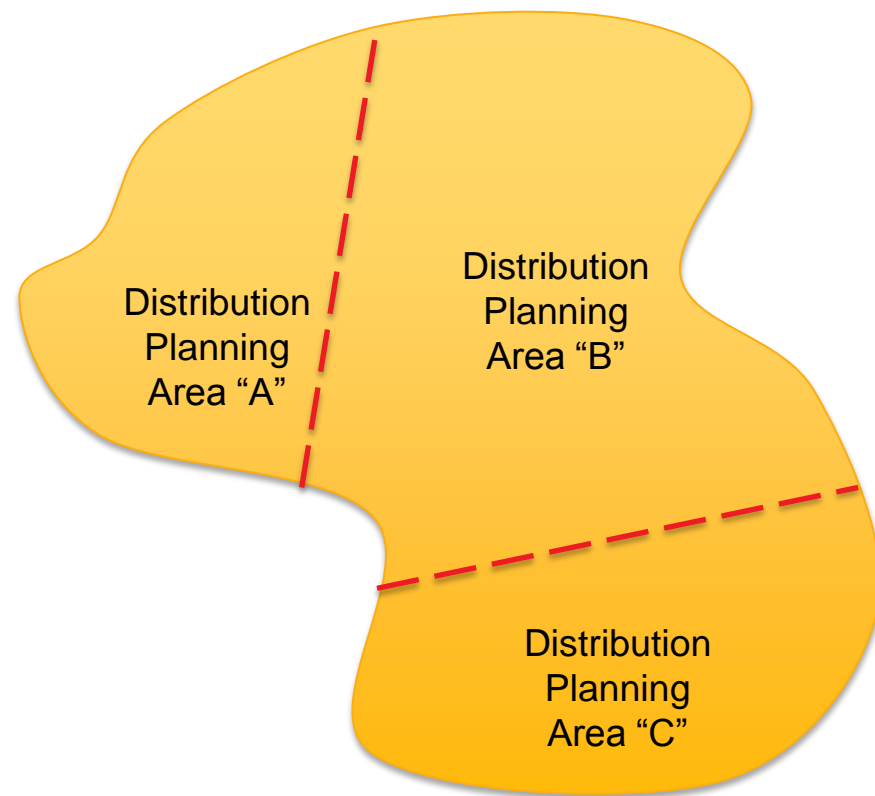 Distribution
Planning
Area “A”
Distribution
Planning
Area “B”
Distribution
Planning
Area “C”